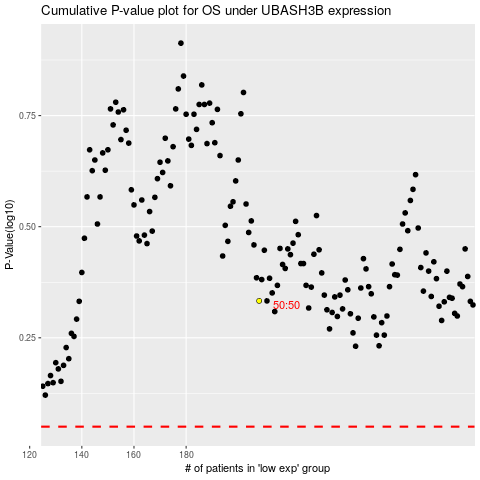 Cumulative P-value plot for OS under UBASH3B expression
P-Value(log10)
0.75
0.50
0.25
50:50
120 140 160 180
# of patients in 'low exp' group